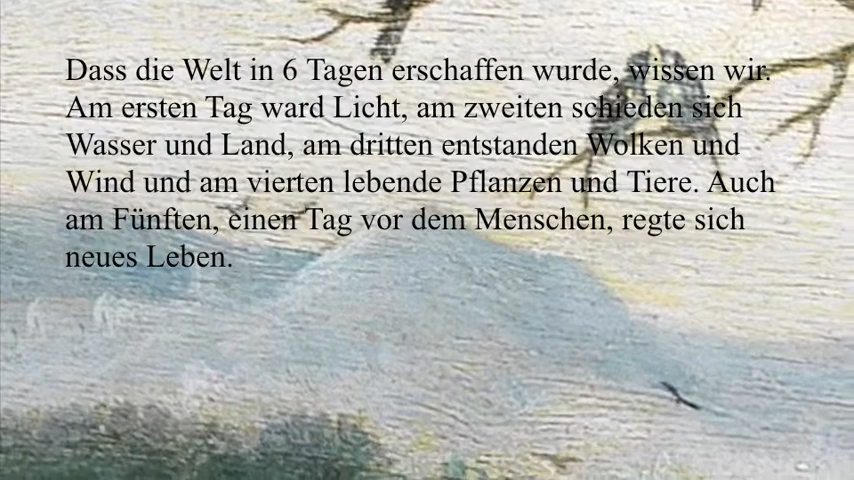 Dass die Welt in 6 Tagen erschaffen wurde, wissen wir.
Am ersten Tag ward Licht, am zweiten schieden sich
Wasser und Land, am dritten entstanden Wolken und
Wind und am vierten lebende Pflanzen und Tiere. Auch
am Fünften, einen Tag vor dem Menschen, regte sich
neues Leben.